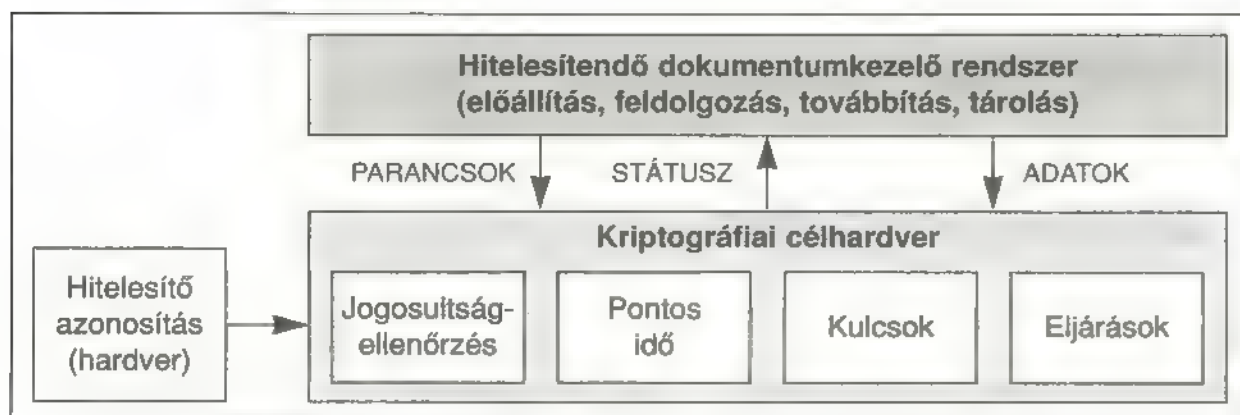 Hitelesítendő dokumentumkezelő rendszer
(előállítás, feldolgozás, továbbítás, tárolás)
PARANCSOK
STÁTUSZ
ADATOK
Kriptográfiai célhardver
Hitelesítő
azonosítás
(hardver)
Jogosultság-
ellenőrzés
Pontos
idő
Kulcsok
Eljárások